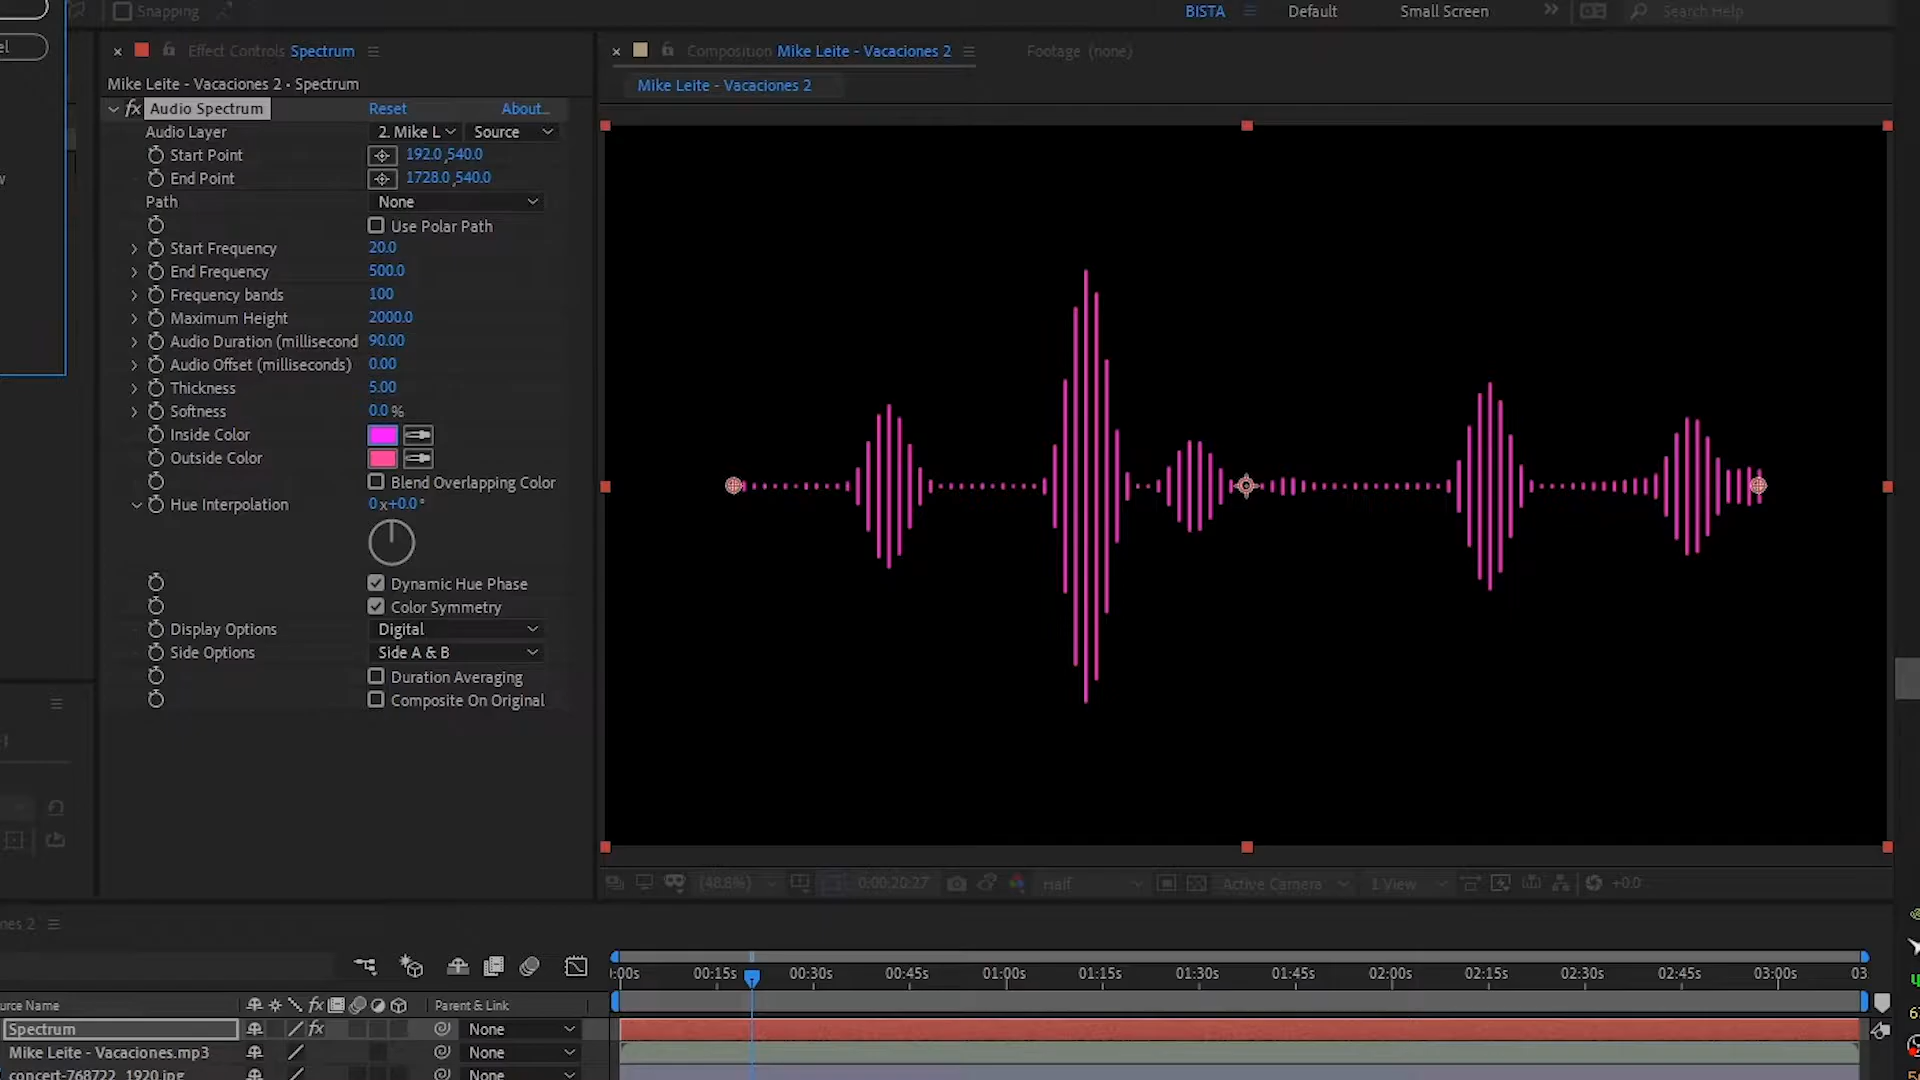 Snapping
BISTA
Default
Small Screen
Search Help
el
Effect Controls Spectrum
Composition Mike Leite - Vacaciones 2
Footage (none)
Mike Leite - Vacaciones 2 • Spectrum
Mike Leite - Vacaciones 2
fx Audio Spectrum
Reset
About...
Audio Layer
2. Mike L
Source
Start Point
192.0,540.0
End Point
1728.0,540.0
Path
None
Use Polar Path
Start Frequency
20.0
End Frequency
500.0
Frequency bands
100
Maximum Height
2000.0
Audio Duration (millisecond
90.00
Audio Offset (milliseconds)
0.00
Thickness
5.00
Softness
0.0 %
Inside Color
Outside Color
Blend Overlapping Color
Hue Interpolation
0x+0.0°
Dynamic Hue Phase
Color Symmetry
Display Options
Digital
Side Options
Side A & B
Duration Averaging
Composite On Original
(48.8%)
0:00:20:27
Half
Active Camera
1 View
+0.0
nes 2
:00s 00:15s 00:30s 00:45s 01:00s 01:15s 01:30s 01:45s 02:00s 02:15s 02:30s 02:45s 03:00s 03
urce Name
fx
Parent & Link
Spectrum
fx
None
Mike Leite - Vacaciones.mp3
None
concert-768722_1920.jpg
None